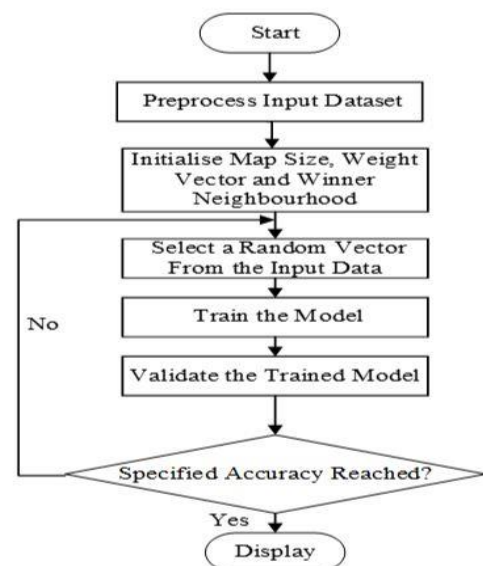 Start
Preprocess Input Dataset
Initialise Map Size, Weight
Vector and Winner
Neighbourhood
Select a Random Vector
From the Input Data
No
Train the Model
Validate the Trained Model
Specified Accuracy Reached?
Yes
Display